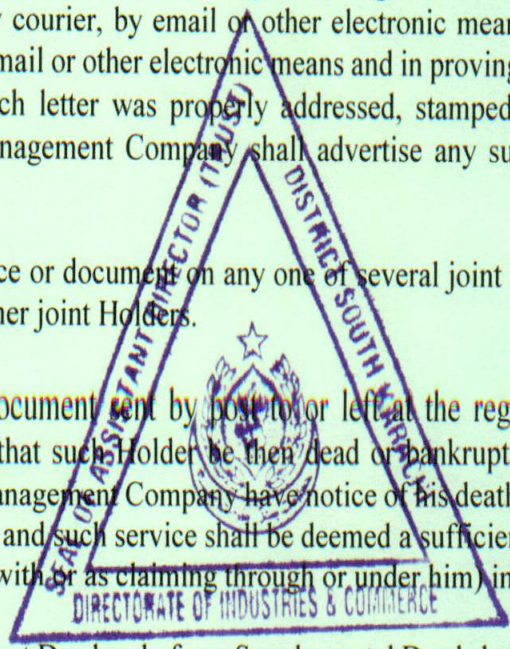 courier, by email or other electronic mean
mail or other electronic means and in proving
ch letter was properly addressed, stamped
nagement Company shall advertise any su
ce or document on any one of several joint
her joint Holders.
ocument sent by post to or left at the reg
that such Holder be then dead or bankrupt
anagement Company have notice of his death
and such service shall be deemed a sufficien
with or as claiming through or under him) in
SEAL OF ASSISTANT DIRECTOR (TRUST)
DISTRICT SOUTH KARACHI
DIRECTORATE OF INDUSTRIES & COMMERCE